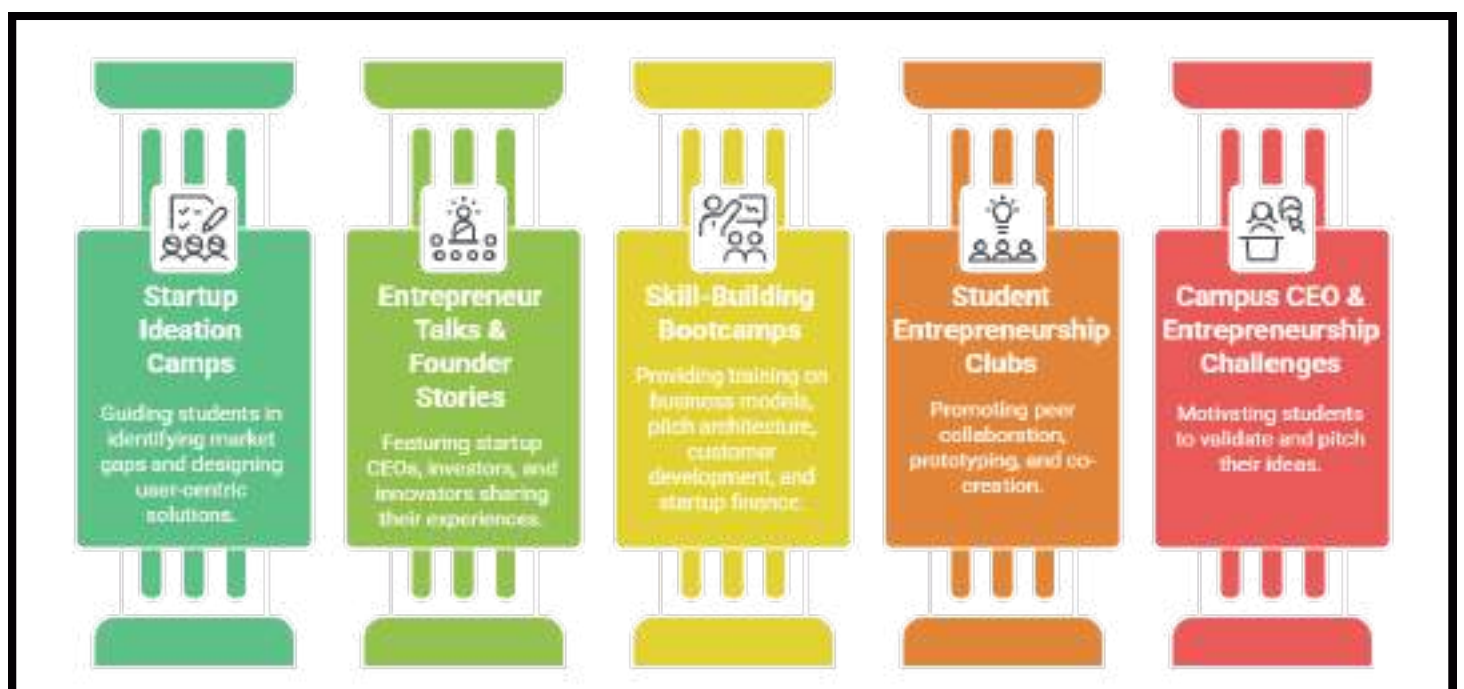 Startup
Ideation
Camps
Guiding students in
identifying market
gaps and designing
user-centric
solutions.
Entrepreneur
Talks &
Founder
Stories
Featuring startup
CEOs, investors, and
innovators sharing
their experiences.
Skill-Building
Bootcamps
Providing training on
business models,
pitch architecture,
customer
development, and
startup finance.
Student
Entrepreneurship
Clubs
Promoting peer
collaboration,
prototyping, and co-
creation.
Campus CEO &
Entrepreneurship
Challenges
Motivating students
to validate and pitch
their ideas.